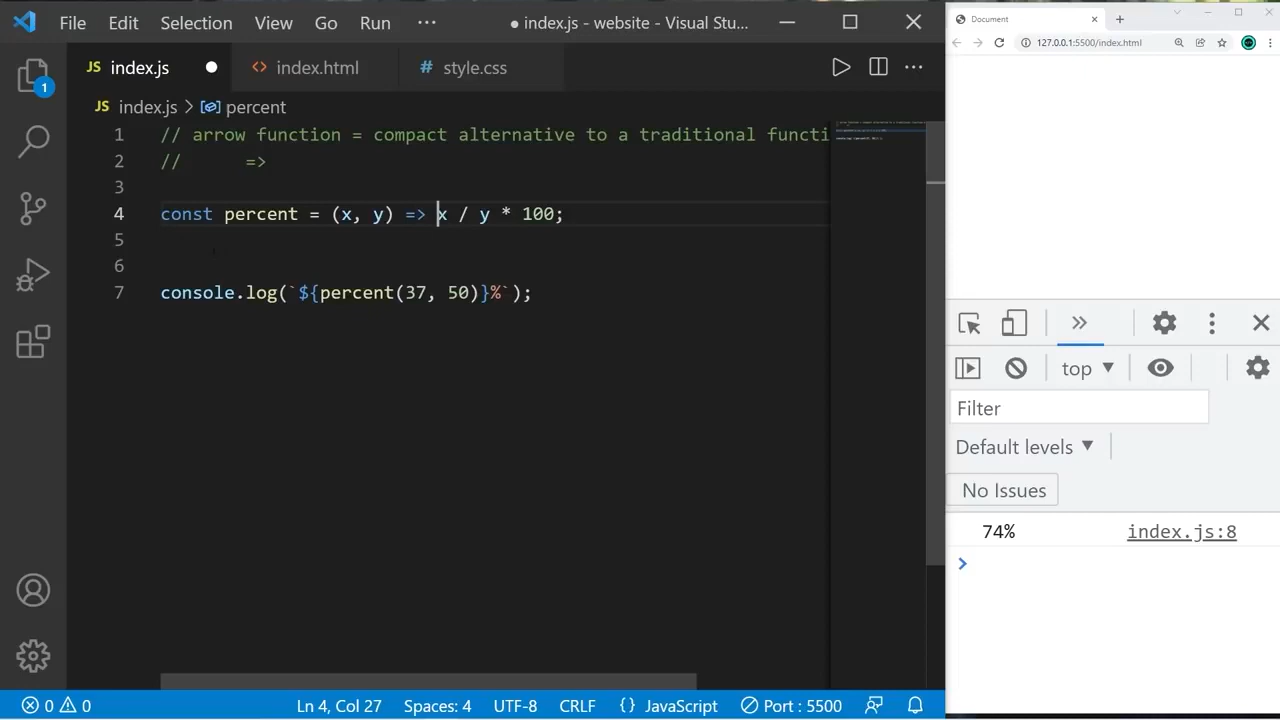 File Edit Selection View Go Run ··· ● index.js - website - Visual Stu...
JS index.js ● <> index.html # style.css
JS index.js > percent
1 // arrow function = compact alternative to a traditional functi
2 //      =>
3
4 const percent = (x, y) => x / y * 100;
5
6
7 console.log(`${percent(37, 50)}%`);
1
0 0 Ln 4, Col 27 Spaces: 4 UTF-8 CRLF {} JavaScript Port : 5500
Document
127.0.0.1:5500/index.html
top ▼
Filter
Default levels ▼
No Issues
74% index.js:8